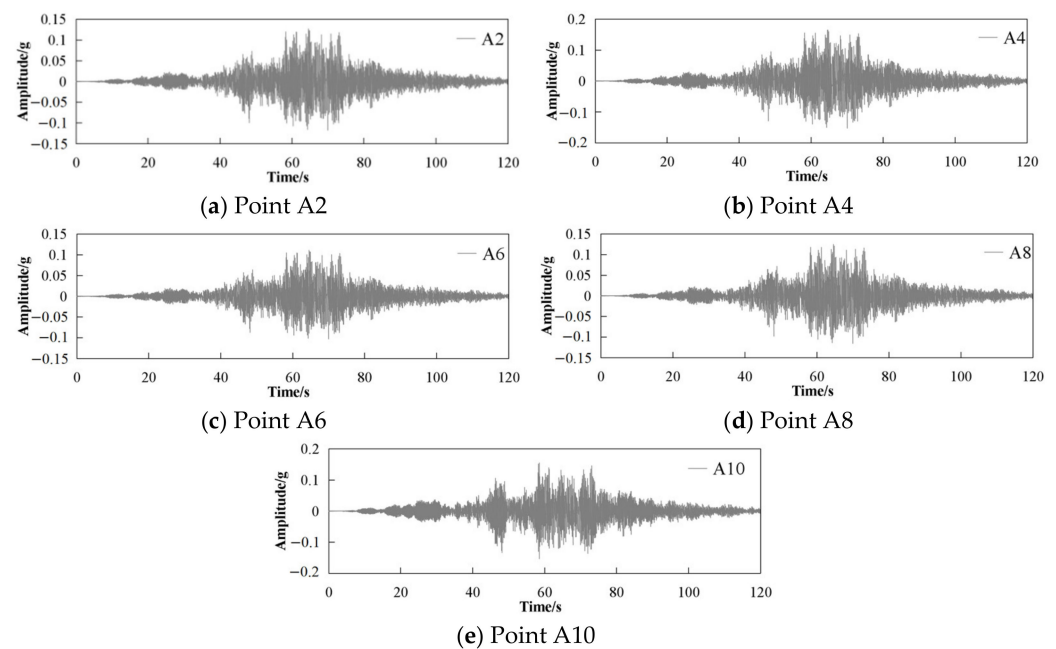 0.15
0.1
0.05
0
−0.05
−0.1
−0.15
Amplitude/g
A2
0 20 40 60 80 100 120
Time/s
(a) Point A2
0.2
0.1
0
−0.1
−0.2
Amplitude/g
A4
0 20 40 60 80 100 120
Time/s
(b) Point A4
0.15
0.1
0.05
0
−0.05
−0.1
−0.15
Amplitude/g
A6
0 20 40 60 80 100 120
Time/s
(c) Point A6
0.15
0.1
0.05
0
−0.05
−0.1
−0.15
Amplitude/g
A8
0 20 40 60 80 100 120
Time/s
(d) Point A8
0.2
0.1
0
−0.1
−0.2
Amplitude/g
A10
0 20 40 60 80 100 120
Time/s
(e) Point A10